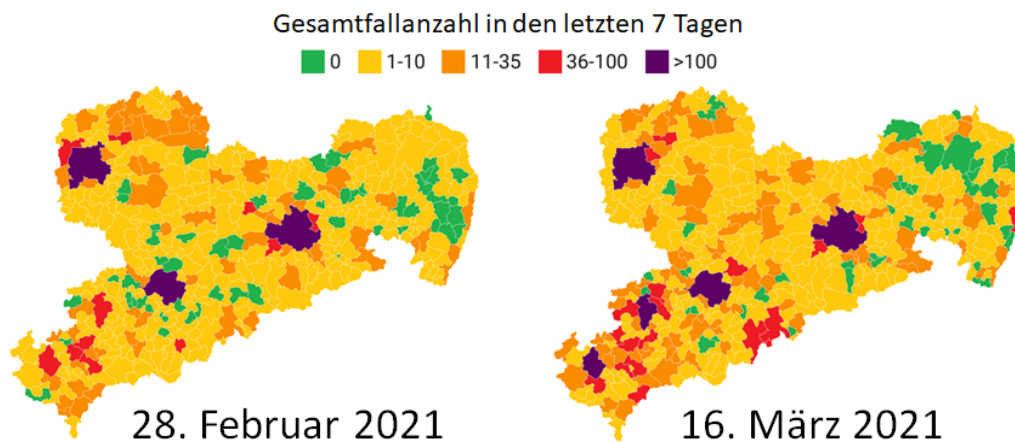 Gesamtfallanzahl in den letzten 7 Tagen
0 1-10 11-35 36-100 >100
28. Februar 2021 16. März 2021